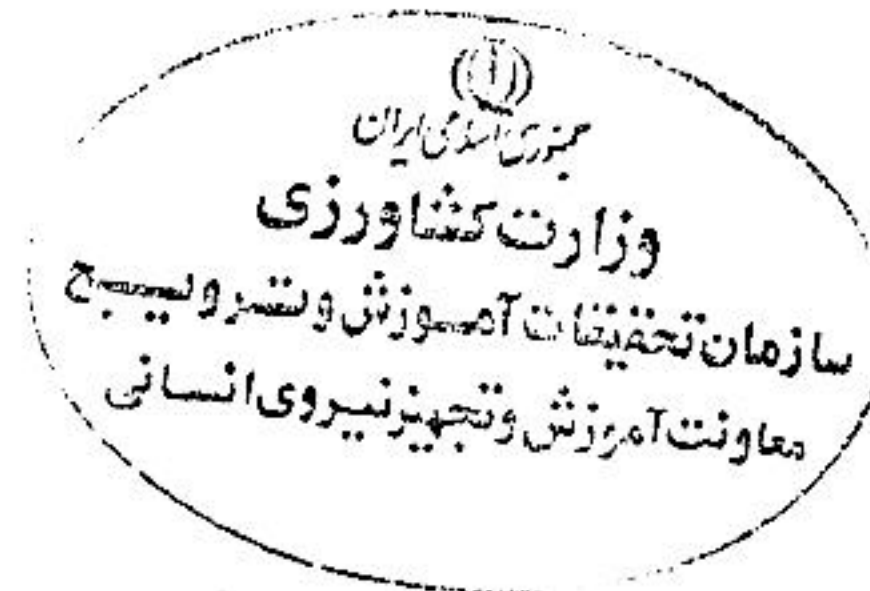 جمهوری اسلامی ایران
وزارت کشاورزی
سازمان تحقیقات آموزش و ترویج
معاونت آموزش و تجهیز نیروی انسانی